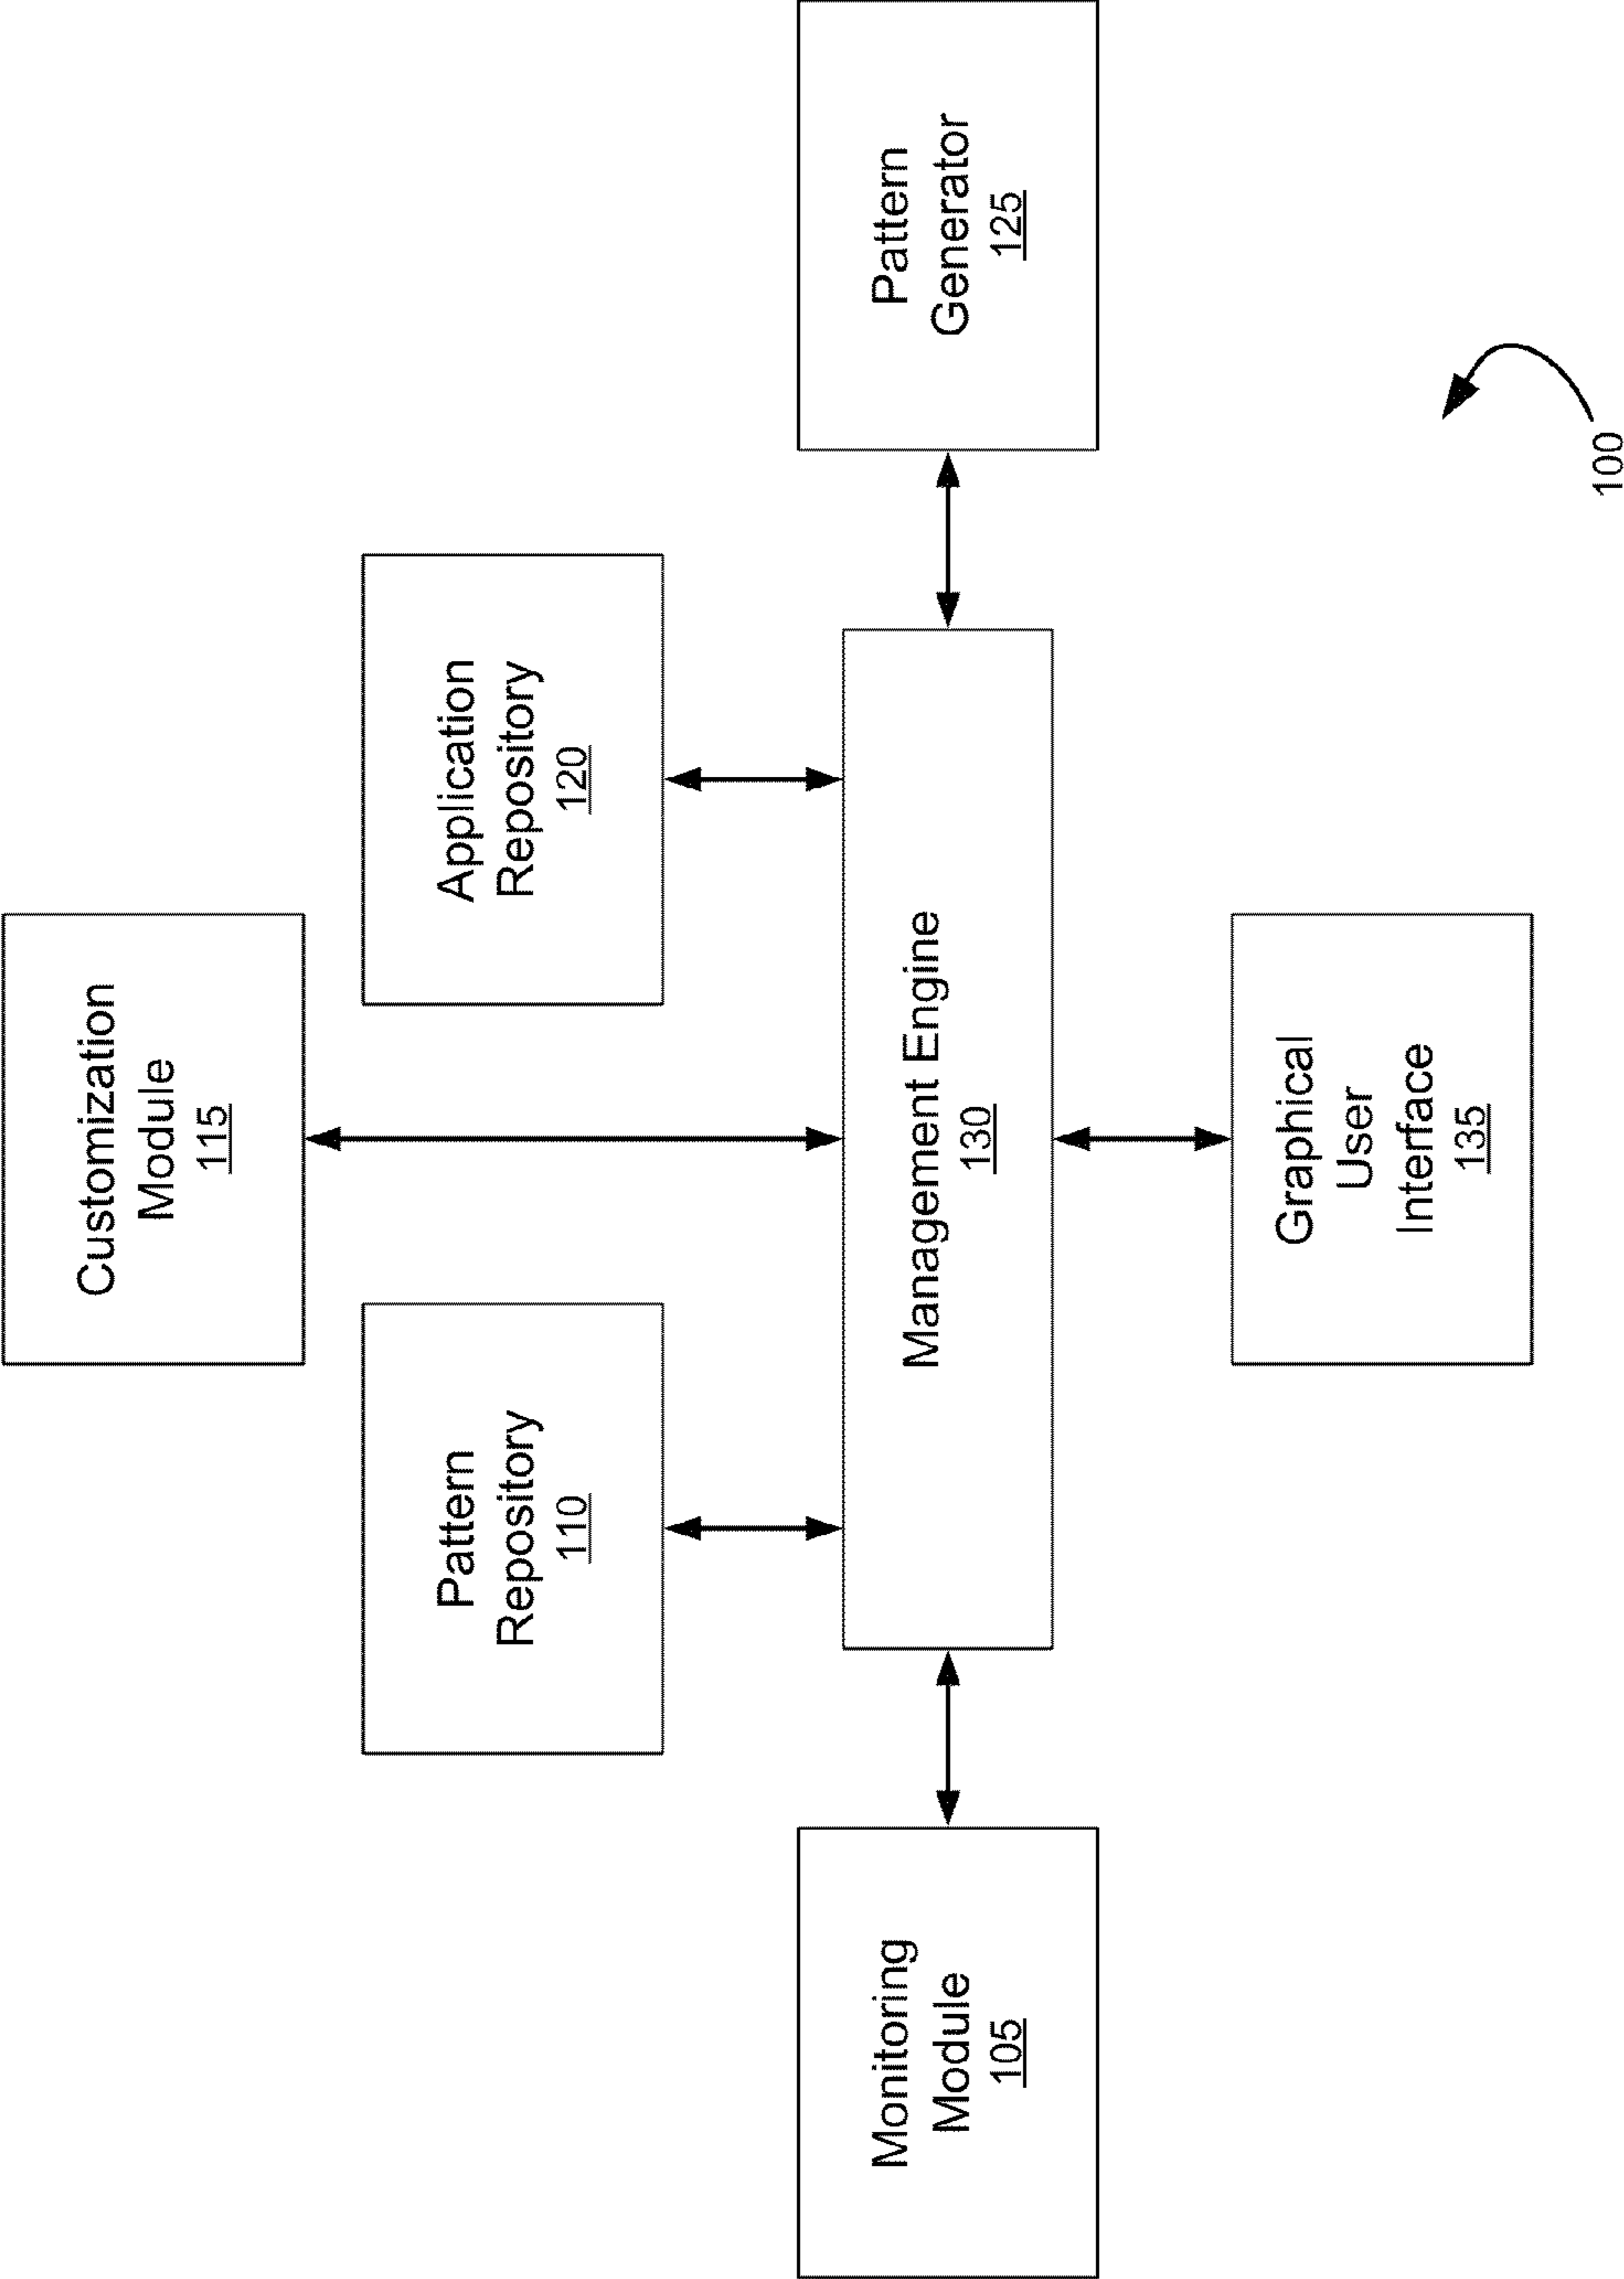 Customization
Module
115
Pattern
Repository
110
Application
Repository
120
Monitoring
Module
105
Management Engine
130
Pattern
Generator
125
Graphical
User
Interface
135
100